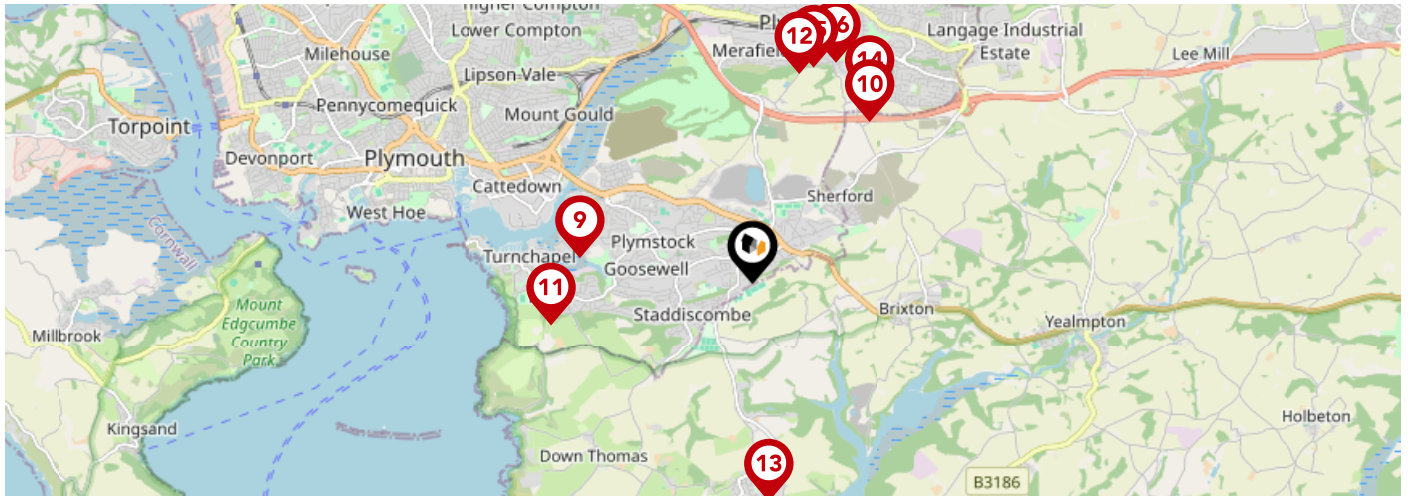 Higher Compton
Lower Compton
Milehouse
Lipson Vale
Pennycomequick
Mount Gould
Torpoint
Devonport
Plymouth
Cattedown
West Hoe
Cornwall
Turnchapel
Plymstock
Goosewell
Staddiscombe
Sherford
Langage Industrial
Estate
Lee Mill
12
6
14
10
9
11
13
Mount
Edgcumbe
Country
Park
Millbrook
Kingsand
Brixton
Yealmpton
Holbeton
Down Thomas
B3186